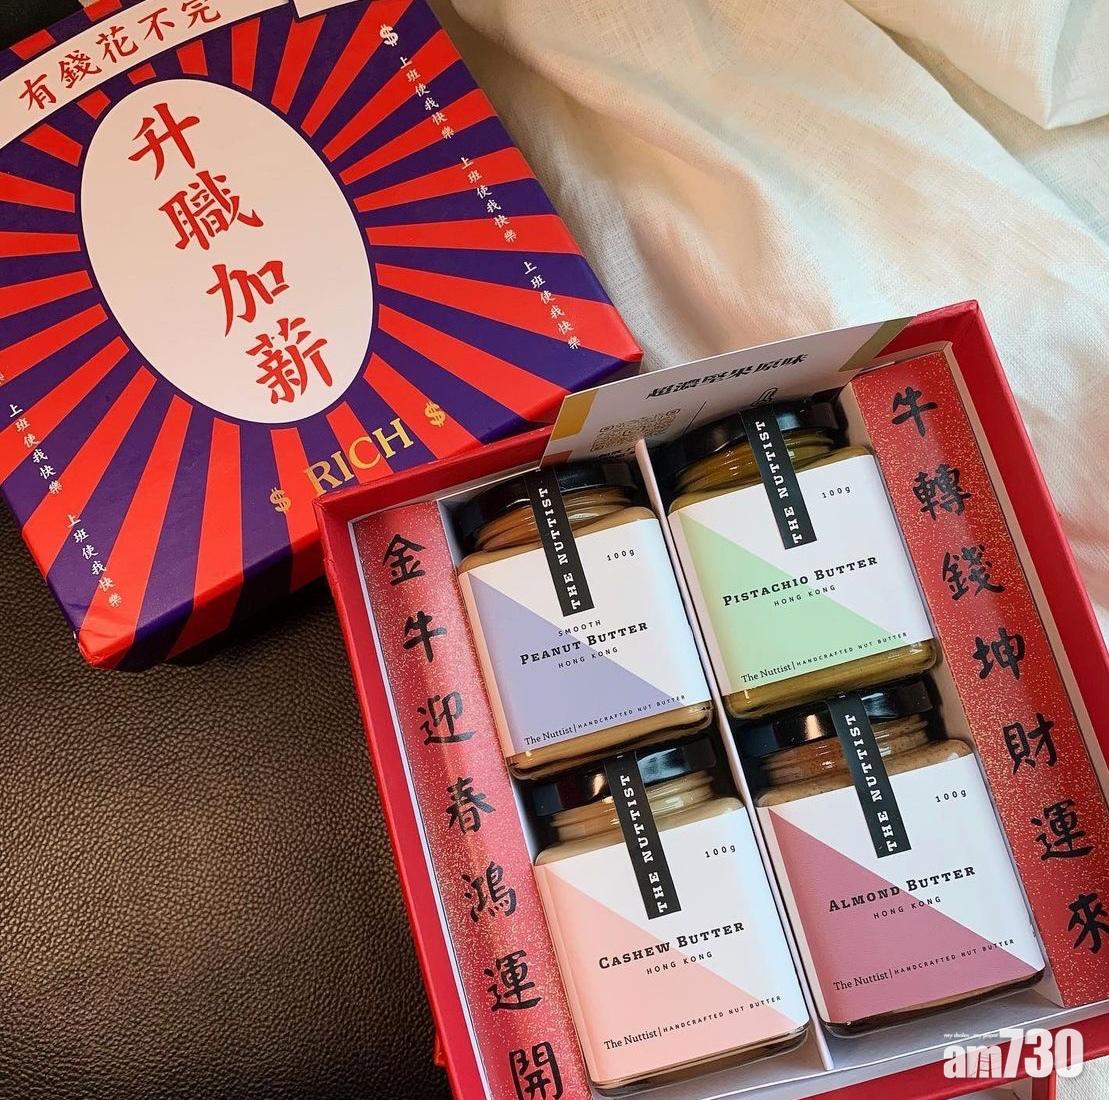 有錢花不完
升職加薪
$ RICH $
$
上班使我快樂
上班使我快樂
上班使我快樂
上班使我快樂
上班使我快樂
超濃堅果原味
金牛迎春鴻運開
牛轉錢坤財運來
THE NUTTIST
100g
SMOOTH
PEANUT BUTTER
HONG KONG
The Nuttist | HANDCRAFTED NUT BUTTER
THE NUTTIST
100g
PISTACHIO BUTTER
HONG KONG
The Nuttist | HANDCRAFTED NUT BUTTER
THE NUTTIST
100g
CASHEW BUTTER
HONG KONG
The Nuttist | HANDCRAFTED NUT BUTTER
THE NUTTIST
100g
ALMOND BUTTER
HONG KONG
The Nuttist | HANDCRAFTED NUT BUTTER
am730